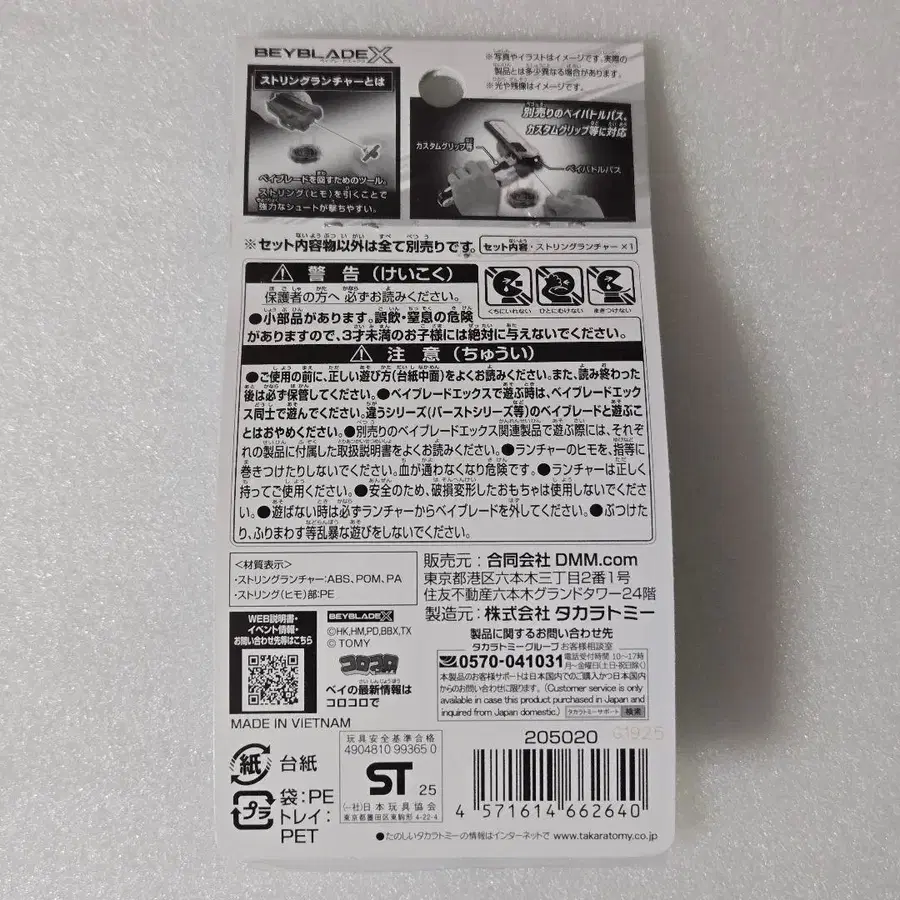 BEYBLADE X
ストリングランチャーとは
ベイブレードを回すためのツール。
ストリング(ヒモ)を引くことで
強力なシュートが撃ちやすい。
※写真やイラストはイメージです。実際の
製品とは多少異なる場合があります。
※光や残像はイメージです。
別売りのベイバトルパス、
カスタムグリップ等に対応
カスタムグリップ等
ベイバトルパス
※セット内容物以外は全て別売りです。
セット内容・ストリングランチャー×1
警告(けいこく)
保護者の方へ 必ずお読みください。
●小部品があります。誤飲・窒息の危険
がありますので、3才未満のお子様には絶対に与えないでください。
くちにいれない ひとにむけない まきつけない
注意(ちゅうい)
●ご使用の前に、正しい遊び方(台紙中面)をよくお読みください。また、読み終わった
後は必ず保管してください。●ベイブレードエックスで遊ぶ時は、ベイブレードエックス
ス同士で遊んでください。違うシリーズ(バーストシリーズ等)のベイブレードと遊ぶこ
とはおやめください。●別売りのベイブレードエックス関連製品で遊ぶ際には、それぞ
れの製品に付属した取扱説明書をよくお読みください。●ランチャーのヒモを、指等に
巻きつけたりしないでください。血が通わなくなり危険です。●ランチャーは正しく
持ってご使用ください。●安全のため、破損変形したおもちゃは使用しないでください。
●遊ばない時は必ずランチャーからベイブレードを外してください。●ぶつけ
たり、ふりまわす等乱暴な遊びをしないでください。
<材質表示>
・ストリングランチャー:ABS、POM、PA
・ストリング(ヒモ)部:PE
販売元:合同会社 DMM.com
東京都港区六本木三丁目2番1号
住友不動産六本木グランドタワー24階
製造元:株式会社 タカラトミー
WEB説明書・
イベント情報・
お問い合わせ先等はこちら
BEYBLADE X
©HK,HM,PD,BBX,TX
© TOMY
コロコロ
ベイの最新情報は
コロコロで
製品に関するお問い合わせ先
タカラトミーグループお客様相談室
0570-041031 電話受付時間 10〜17時
月〜金曜日(土・日・祝日除く)
本製品のお客様サポートは日本国内でのご購入かつ日本国内
からのお問い合わせに限ります。(Customer service is only
available in case this product purchased in Japan and
inquired from Japan domestic.) タカラトミーサポート 検索
MADE IN VIETNAM
205020
G1925
紙 台紙
プラ 袋:PE
トレイ:
PET
玩具安全基準合格
4904810 99365 0
ST 25
(一社)日本玩具協会
東京都墨田区東駒形4-22-4
4 571614 662640
●たのしいタカラトミーの情報はインターネットで www.takaratomy.co.jp